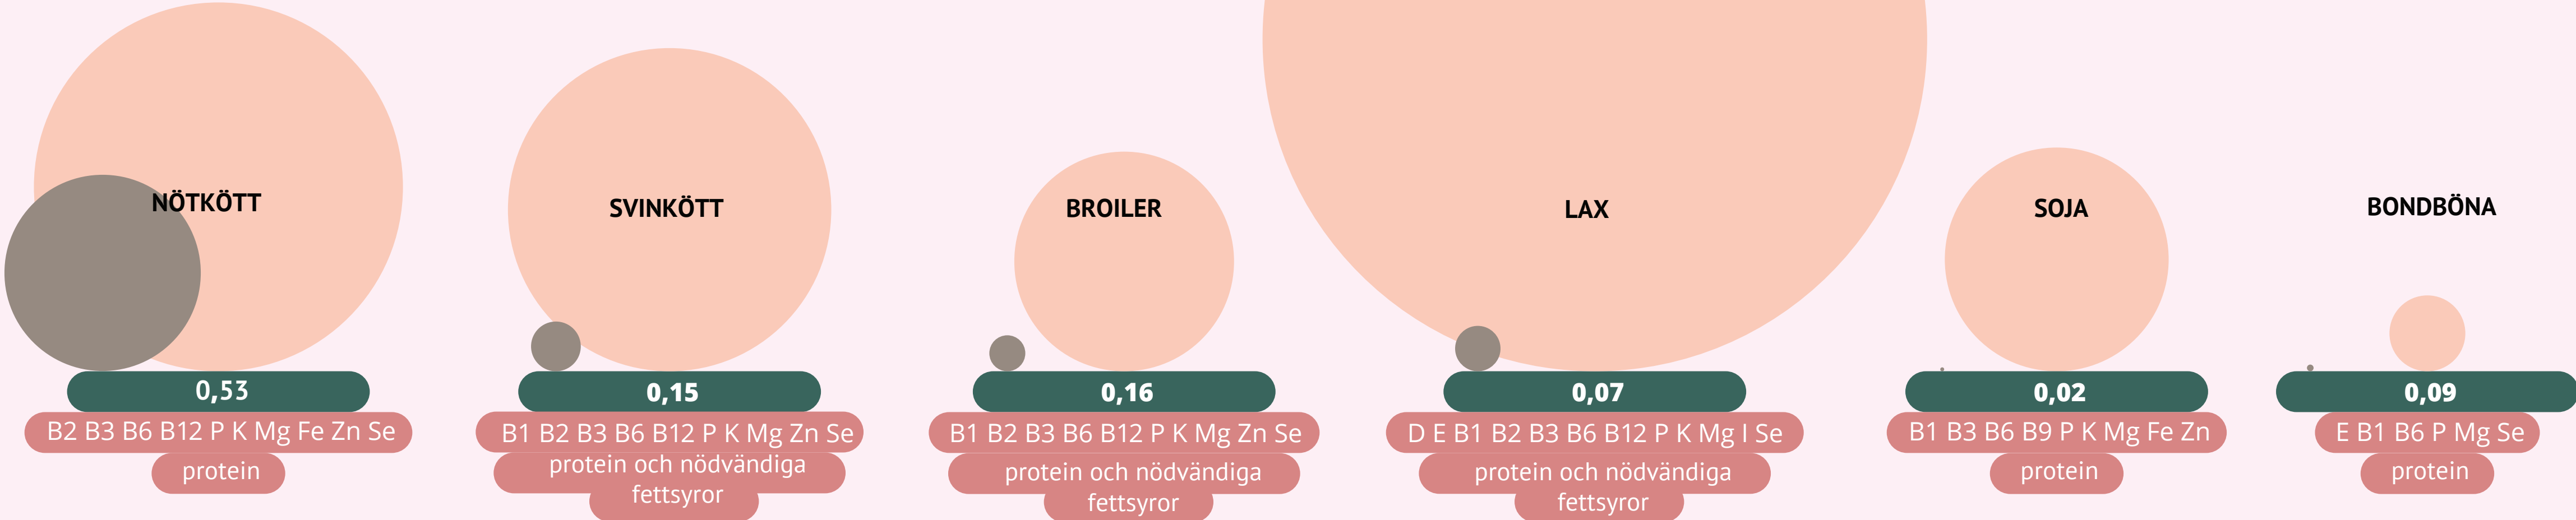 NÖTKÖTT
0,53
B2 B3 B6 B12 P K Mg Fe Zn Se
protein
SVINKÖTT
0,15
B1 B2 B3 B6 B12 P K Mg Zn Se
protein och nödvändiga
fettsyror
BROILER
0,16
B1 B2 B3 B6 B12 P K Mg Zn Se
protein och nödvändiga
fettsyror
LAX
0,07
D E B1 B2 B3 B6 B12 P K Mg I Se
protein och nödvändiga
fettsyror
SOJA
0,02
B1 B3 B6 B9 P K Mg Fe Zn
protein
BONDBÖNA
0,09
E B1 B6 P Mg Se
protein